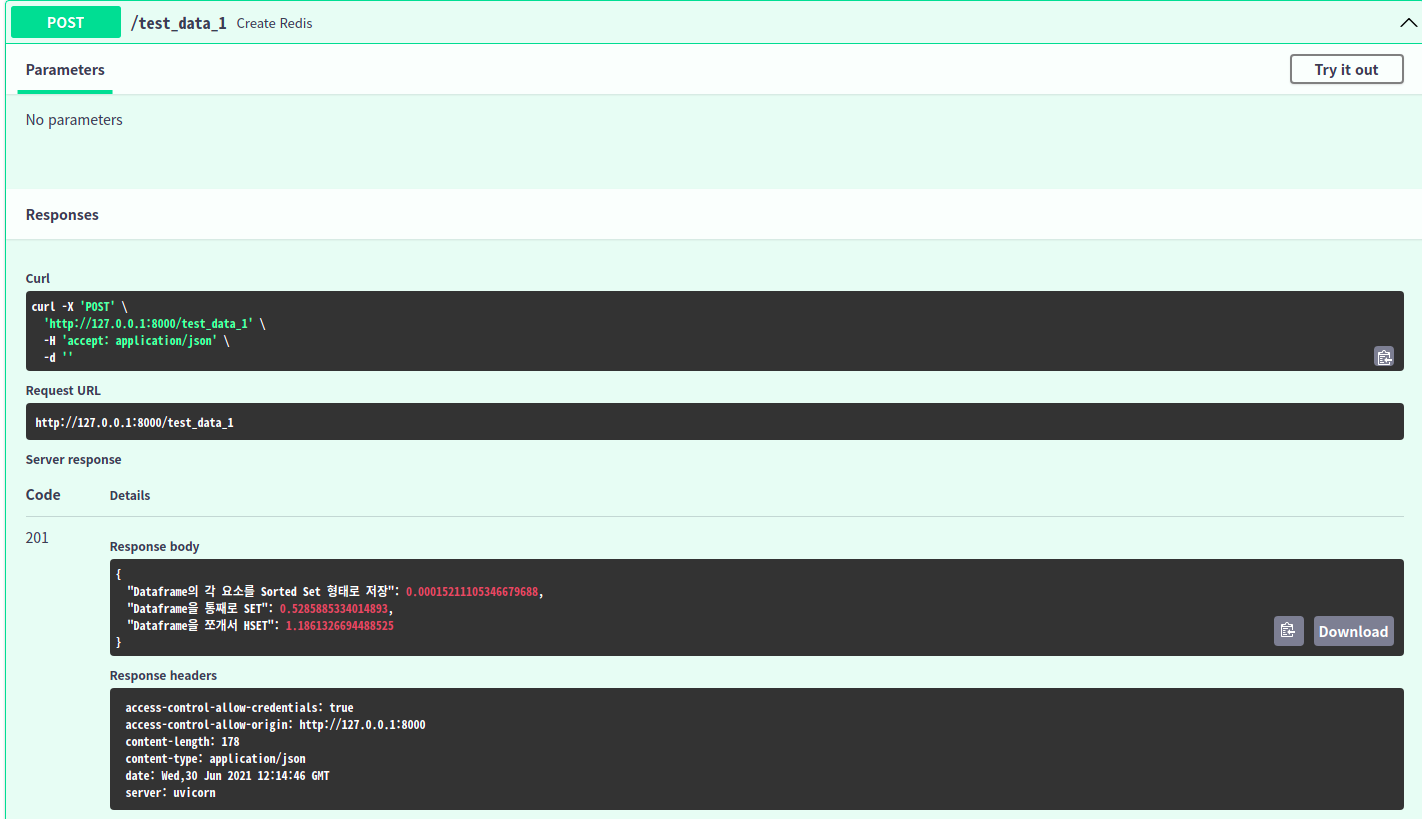 POST /test_data_1 Create Redis
Parameters
Try it out
No parameters
Responses
Curl
curl -X 'POST' \
  'http://127.0.0.1:8000/test_data_1' \
  -H 'accept: application/json' \
  -d ''
Request URL
http://127.0.0.1:8000/test_data_1
Server response
Code Details
201
Response body
{
  "Dataframe의 각 요소를 Sorted Set 형태로 저장": 0.00015211105346679688,
  "Dataframe을 통째로 SET": 0.5285885334014893,
  "Dataframe을 쪼개서 HSET": 1.1861326694488525
}
Download
Response headers
access-control-allow-credentials: true
access-control-allow-origin: http://127.0.0.1:8000
content-length: 178
content-type: application/json
date: Wed,30 Jun 2021 12:14:46 GMT
server: uvicorn